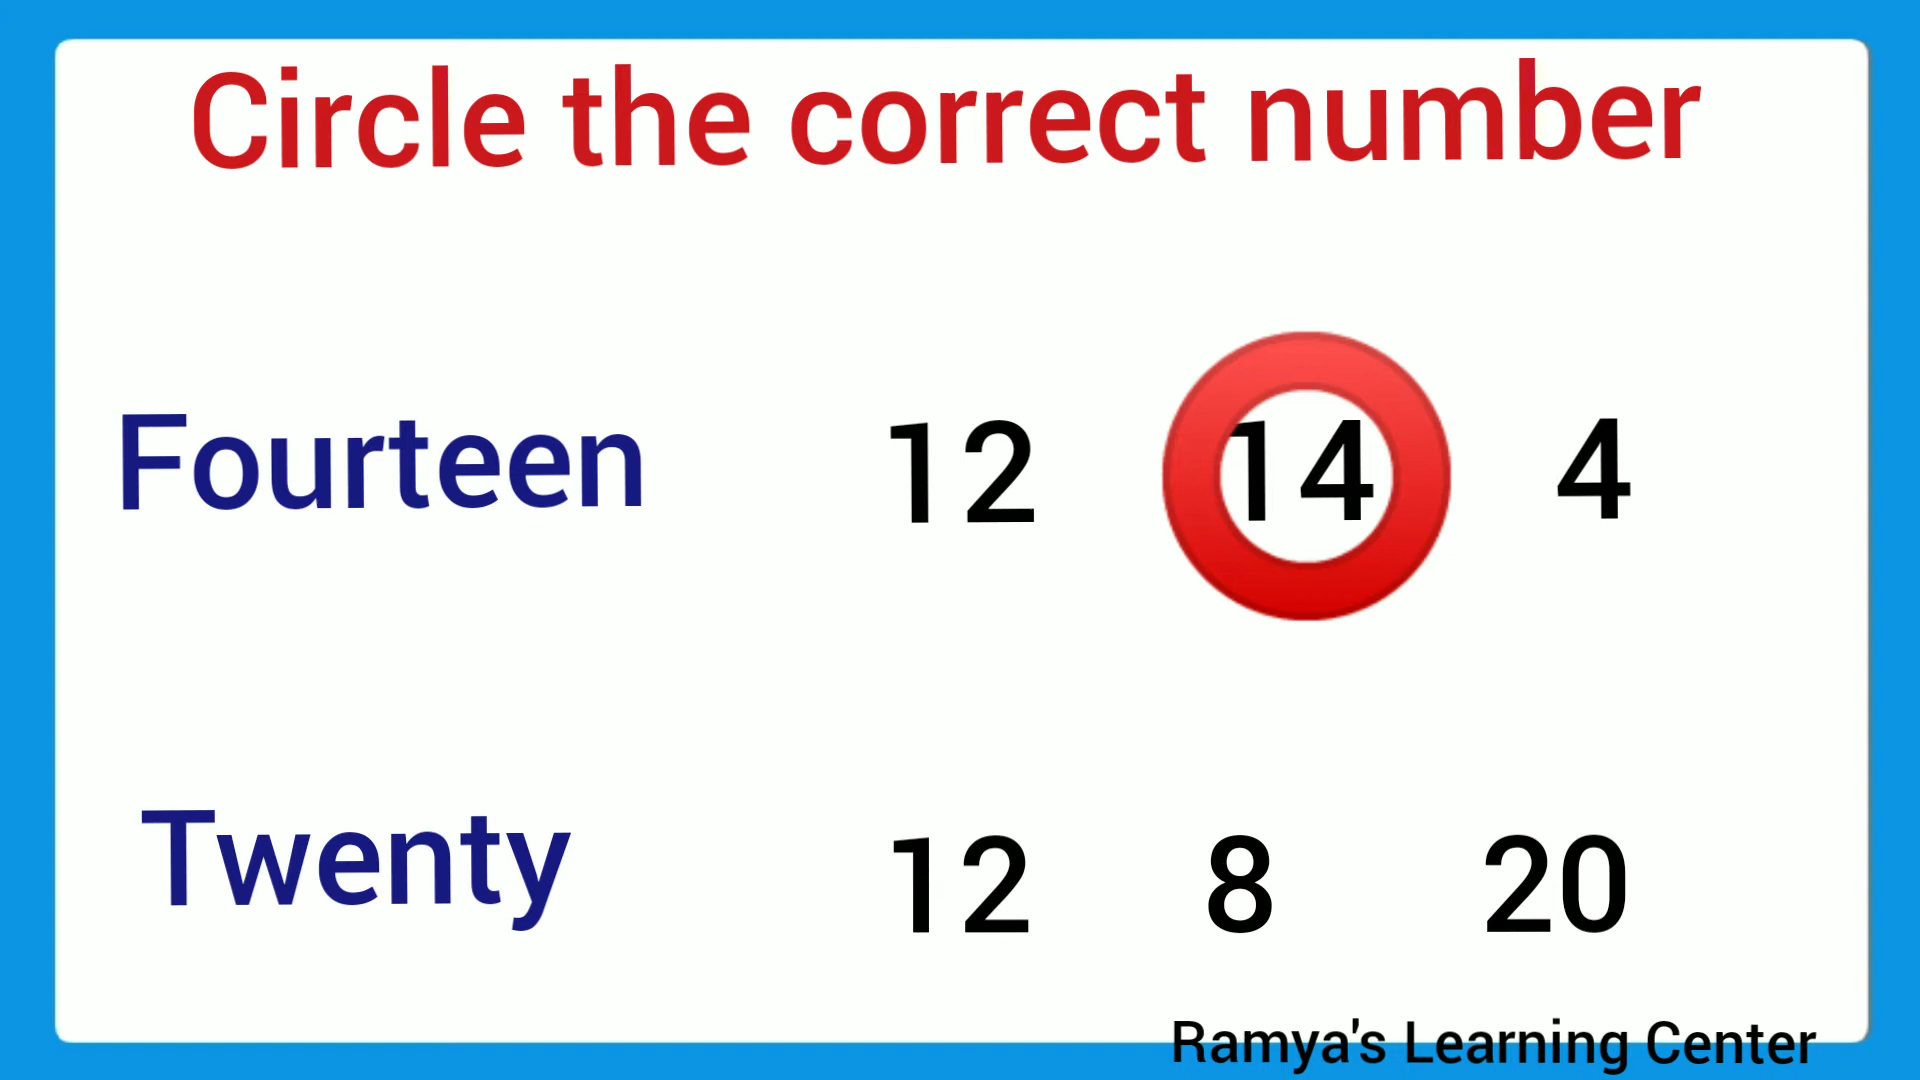 Circle the correct number
Fourteen 12 14 4
Twenty 12 8 20
Ramya's Learning Center